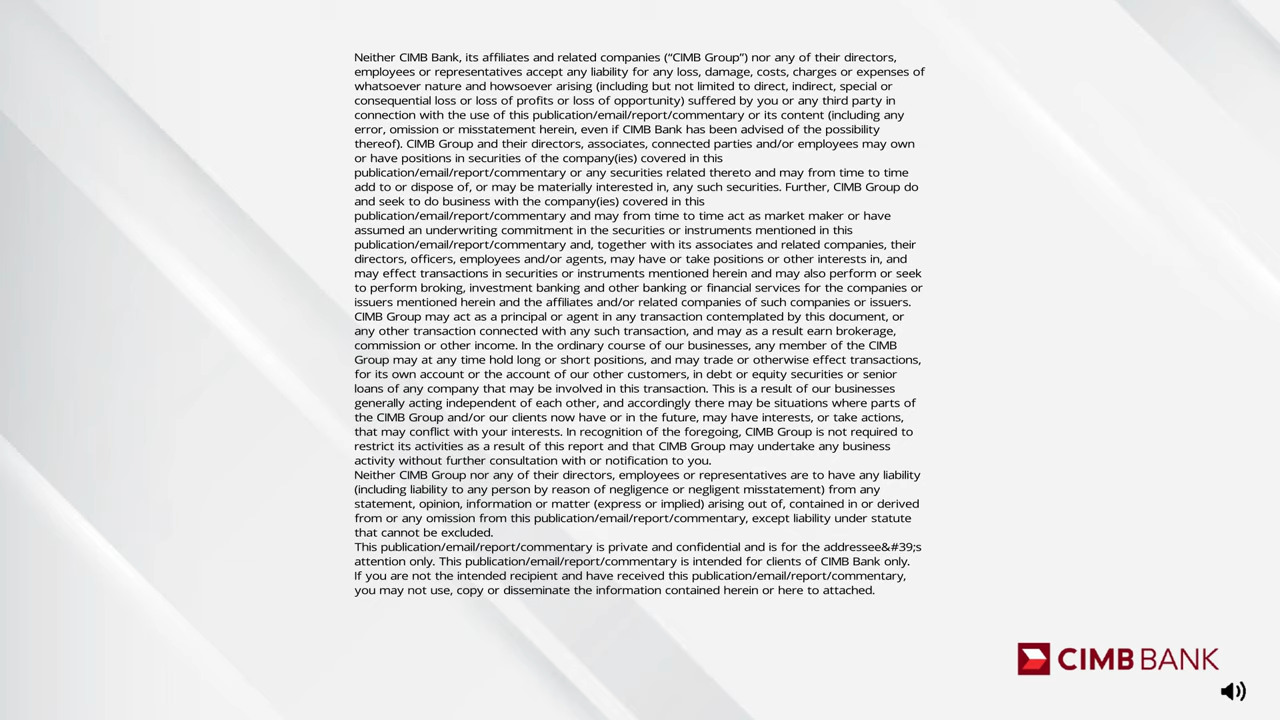 Neither CIMB Bank, its affiliates and related companies (“CIMB Group”) nor any of their directors,
employees or representatives accept any liability for any loss, damage, costs, charges or expenses of
whatsoever nature and howsoever arising (including but not limited to direct, indirect, special or
consequential loss or loss of profits or loss of opportunity) suffered by you or any third party in
connection with the use of this publication/email/report/commentary or its content (including any
error, omission or misstatement herein, even if CIMB Bank has been advised of the possibility
thereof). CIMB Group and their directors, associates, connected parties and/or employees may own
or have positions in securities of the company(ies) covered in this
publication/email/report/commentary or any securities related thereto and may from time to time
add to or dispose of, or may be materially interested in, any such securities. Further, CIMB Group do
and seek to do business with the company(ies) covered in this
publication/email/report/commentary and may from time to time act as market maker or have
assumed an underwriting commitment in the securities or instruments mentioned in this
publication/email/report/commentary and, together with its associates and related companies, their
directors, officers, employees and/or agents, may have or take positions or other interests in, and
may effect transactions in securities or instruments mentioned herein and may also perform or seek
to perform broking, investment banking and other banking or financial services for the companies or
issuers mentioned herein and the affiliates and/or related companies of such companies or issuers.
CIMB Group may act as a principal or agent in any transaction contemplated by this document, or
any other transaction connected with any such transaction, and may as a result earn brokerage,
commission or other income. In the ordinary course of our businesses, any member of the CIMB
Group may at any time hold long or short positions, and may trade or otherwise effect transactions,
for its own account or the account of our other customers, in debt or equity securities or senior
loans of any company that may be involved in this transaction. This is a result of our businesses
generally acting independent of each other, and accordingly there may be situations where parts of
the CIMB Group and/or our clients now have or in the future, may have interests, or take actions,
that may conflict with your interests. In recognition of the foregoing, CIMB Group is not required to
restrict its activities as a result of this report and that CIMB Group may undertake any business
activity without further consultation with or notification to you.
Neither CIMB Group nor any of their directors, employees or representatives are to have any liability
(including liability to any person by reason of negligence or negligent misstatement) from any
statement, opinion, information or matter (express or implied) arising out of, contained in or derived
from or any omission from this publication/email/report/commentary, except liability under statute
that cannot be excluded.
This publication/email/report/commentary is private and confidential and is for the addressee&#39;s
attention only. This publication/email/report/commentary is intended for clients of CIMB Bank only.
If you are not the intended recipient and have received this publication/email/report/commentary,
you may not use, copy or disseminate the information contained herein or here to attached.
CIMB BANK